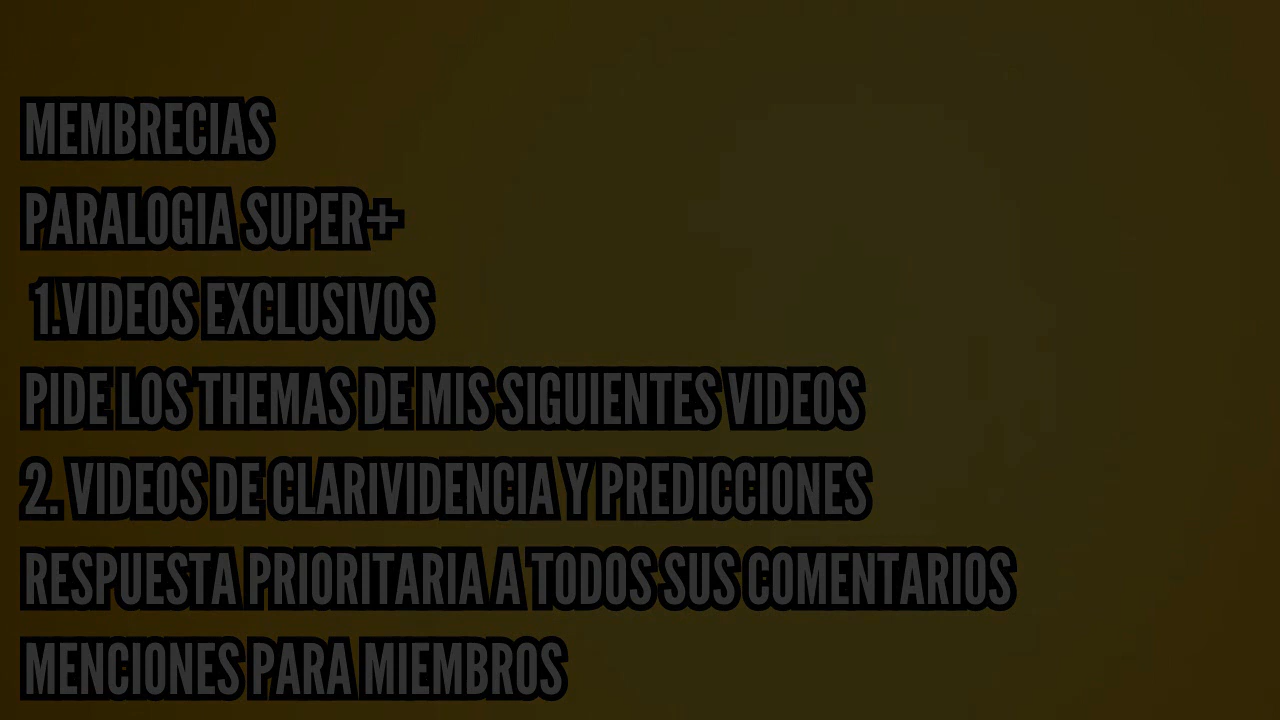 MEMBRECIAS
PARALOGIA SUPER+
1.VIDEOS EXCLUSIVOS
PIDE LOS THEMAS DE MIS SIGUIENTES VIDEOS
2. VIDEOS DE CLARIVIDENCIA Y PREDICCIONES
RESPUESTA PRIORITARIA A TODOS SUS COMENTARIOS
MENCIONES PARA MIEMBROS